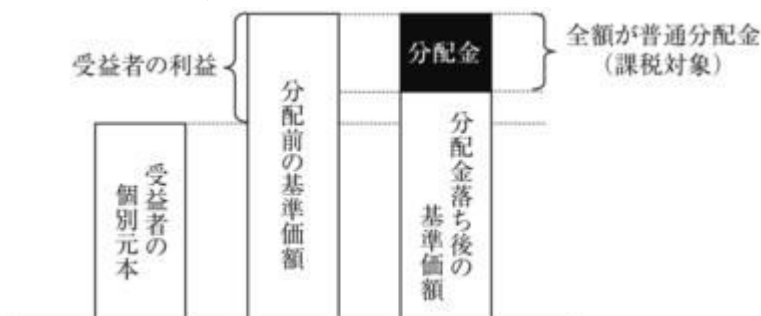 受益者の利益
分配金
全額が普通分配金
（課税対象）
受益者の
個別元本
分配前の基準価額
分配金落ち後の
基準価額